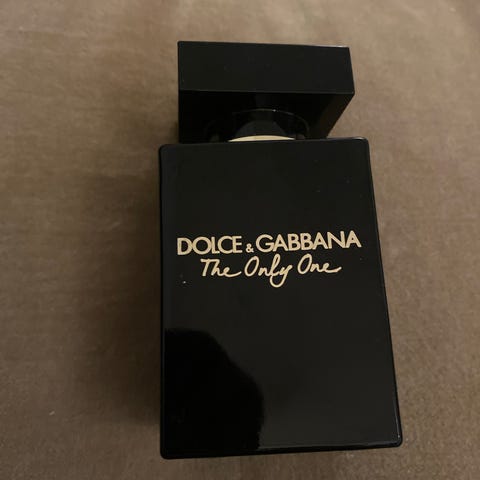 DOLCE & GABBANA
The Only One